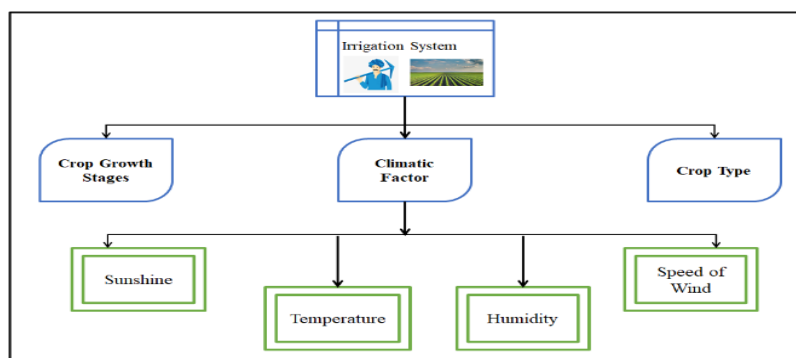 Irrigation System
Crop Growth
Stages
Climatic
Factor
Crop Type
Sunshine
Temperature
Humidity
Speed of
Wind